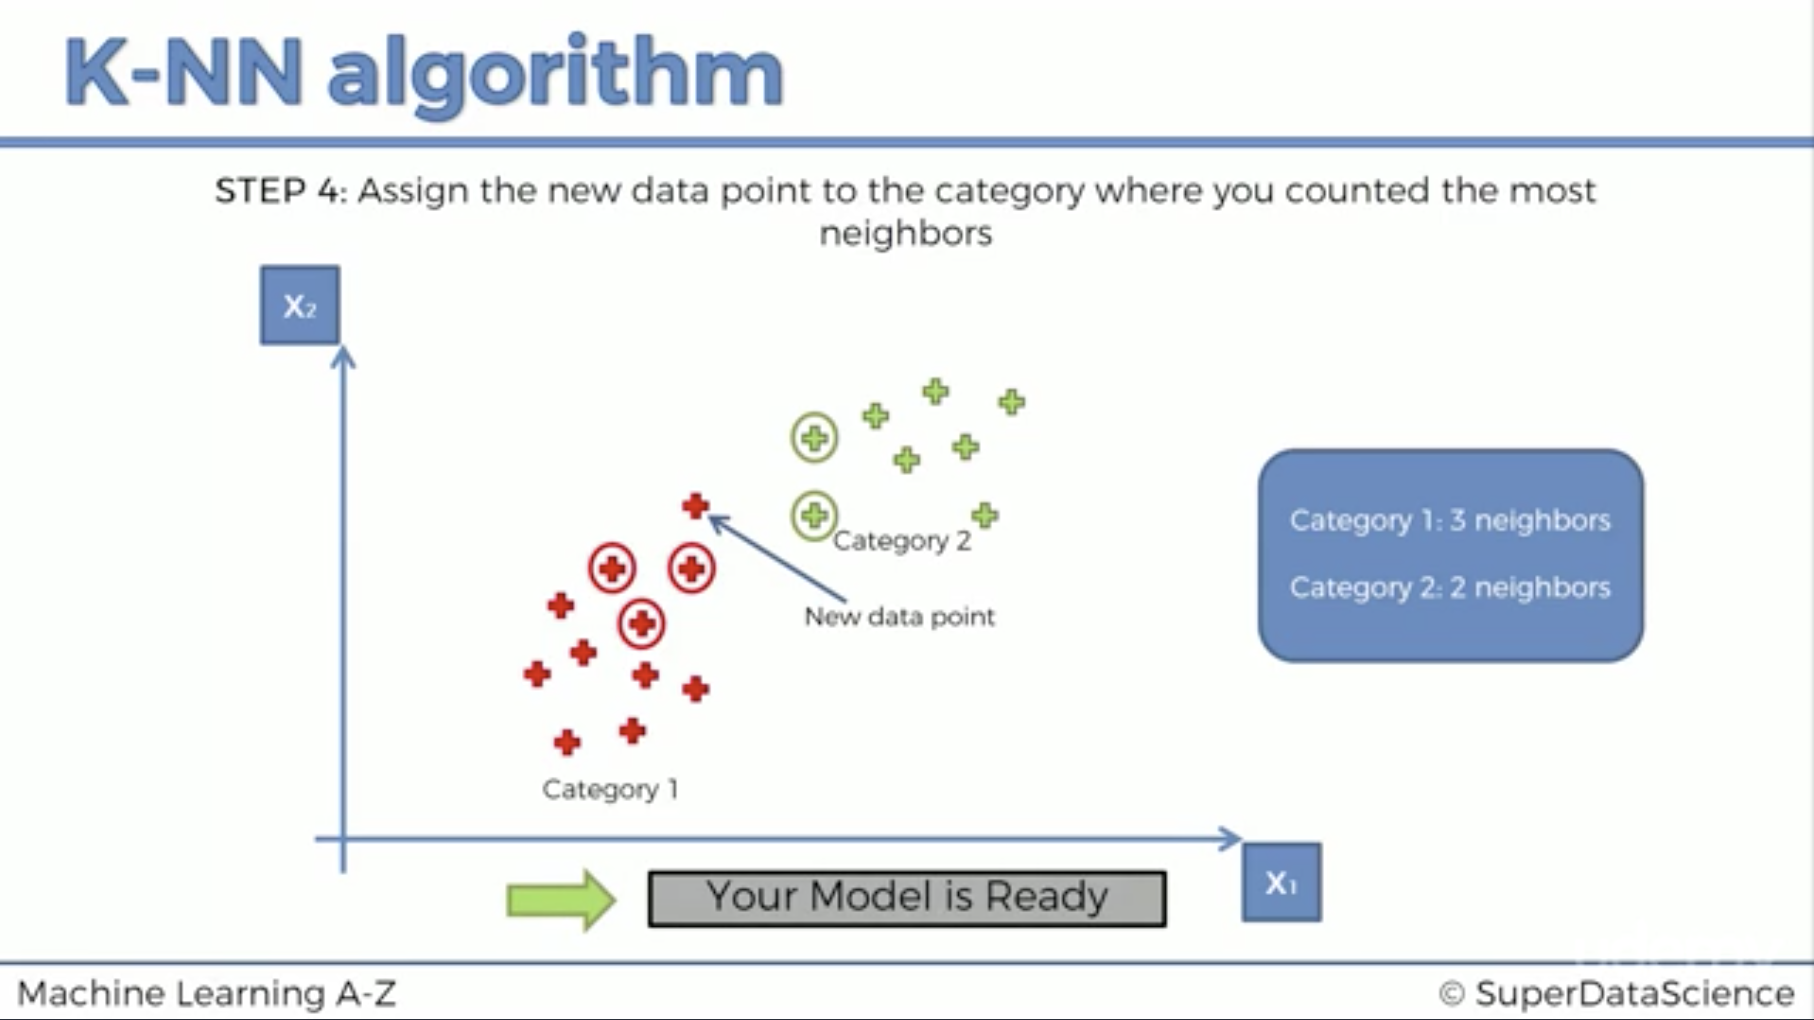 K-NN algorithm
STEP 4: Assign the new data point to the category where you counted the most
neighbors
X2
Category 2
New data point
Category 1: 3 neighbors
Category 2: 2 neighbors
Category 1
X1
Your Model is Ready
Machine Learning A-Z
© SuperDataScience